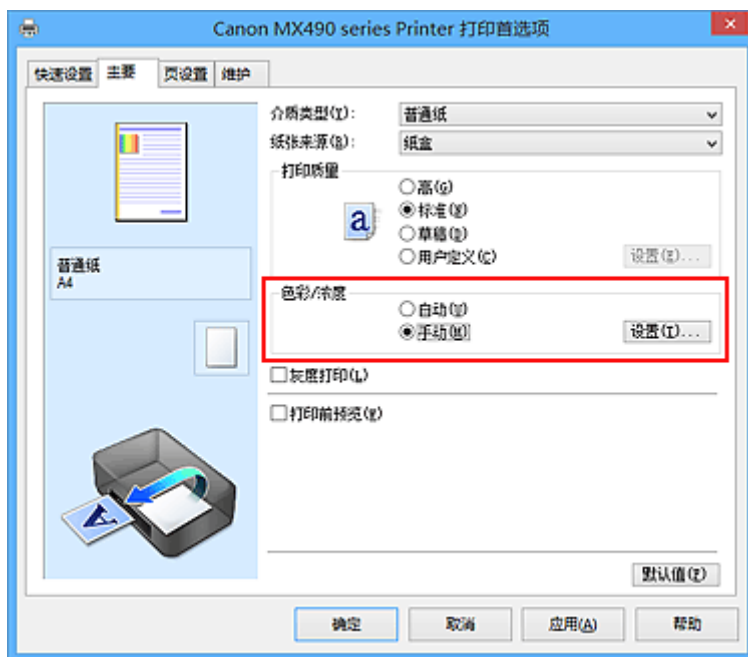 Canon MX490 series Printer 打印首选项
快速设置 主要 页设置 维护
介质类型(Y): 普通纸
纸张来源(R): 纸盒
打印质量
高(G)
a
标准(X)
草稿(D)
用户定义(C) 设置(E)...
普通纸
A4
色彩/浓度
自动(U)
手动(M) 设置(I)...
灰度打印(L)
打印前预览(K)
A
默认值(F)
确定 取消 应用(A) 帮助